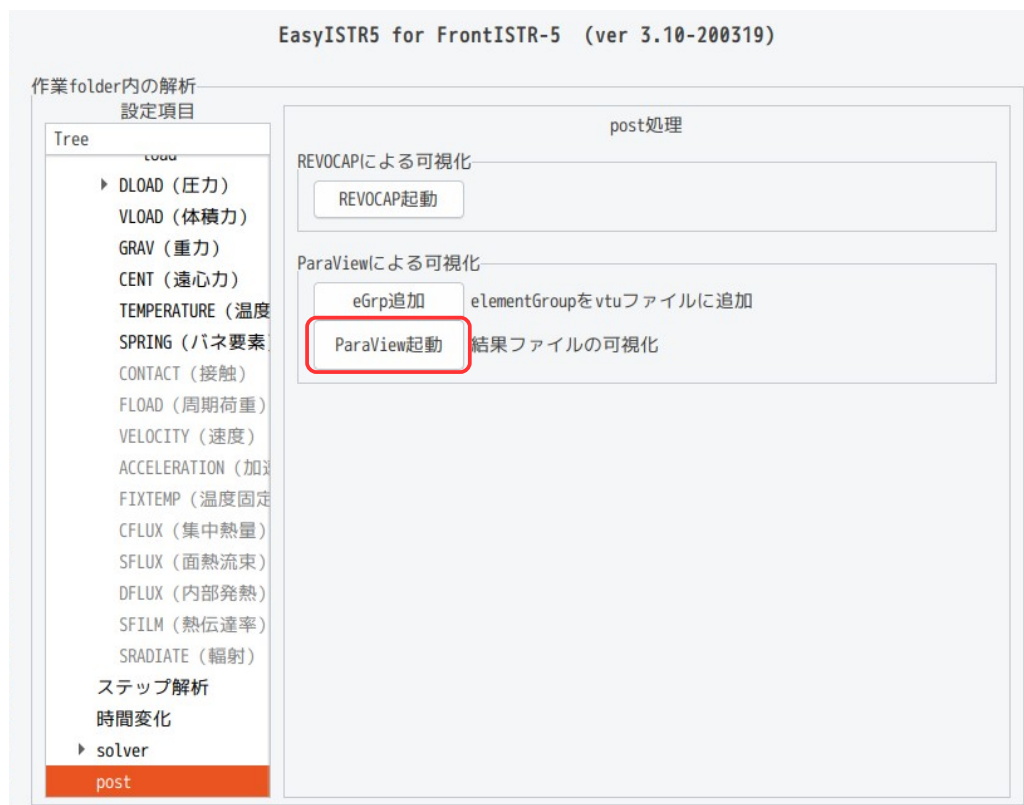 EasyISTR5 for FrontISTR-5 (ver 3.10-200319)
作業folder内の解析
設定項目
Tree
DLOAD (圧力)
VLOAD (体積力)
GRAV (重力)
CENT (遠心力)
TEMPERATURE (温度
SPRING (バネ要素
CONTACT (接触)
FLOAD (周期荷重)
VELOCITY (速度)
ACCELERATION (加速
FIXTEMP (温度固定
CFLUX (集中熱量)
SFLUX (面熱流束)
DFLUX (内部発熱)
SFILM (熱伝達率)
SRADIATE (輻射)
ステップ解析
時間変化
solver
post
post処理
REVOCAPによる可視化
REVOCAP起動
ParaViewによる可視化
eGrp追加 elementGroupをvtuファイルに追加
ParaView起動 結果ファイルの可視化